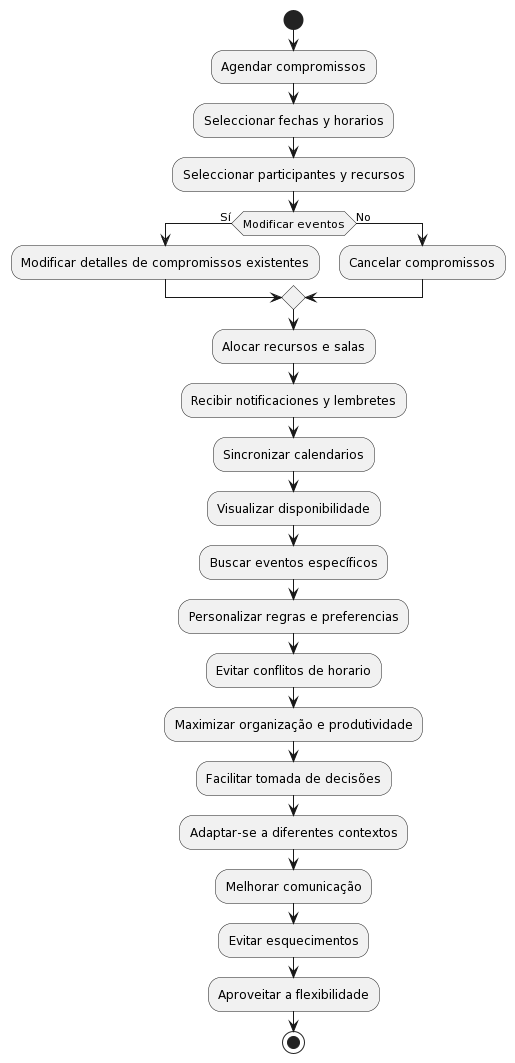 Agendar compromissos
Seleccionar fechas y horarios
Seleccionar participantes y recursos
Sí
Modificar eventos
No
Modificar detalles de compromissos existentes
Cancelar compromissos
Alocar recursos e salas
Recibir notificaciones y lembretes
Sincronizar calendarios
Visualizar disponibilidade
Buscar eventos específicos
Personalizar regras e preferencias
Evitar conflitos de horario
Maximizar organização e produtividade
Facilitar tomada de decisões
Adaptar-se a diferentes contextos
Melhorar comunicação
Evitar esquecimentos
Aproveitar a flexibilidade